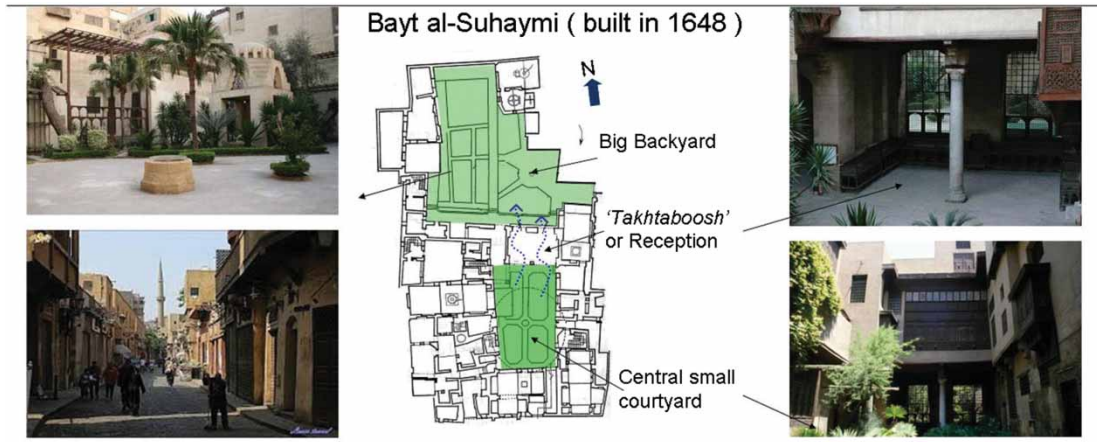 Bayt al-Suhaymi ( built in 1648 )
N
Big Backyard
‘Takhtaboosh’
or Reception
Central small
courtyard